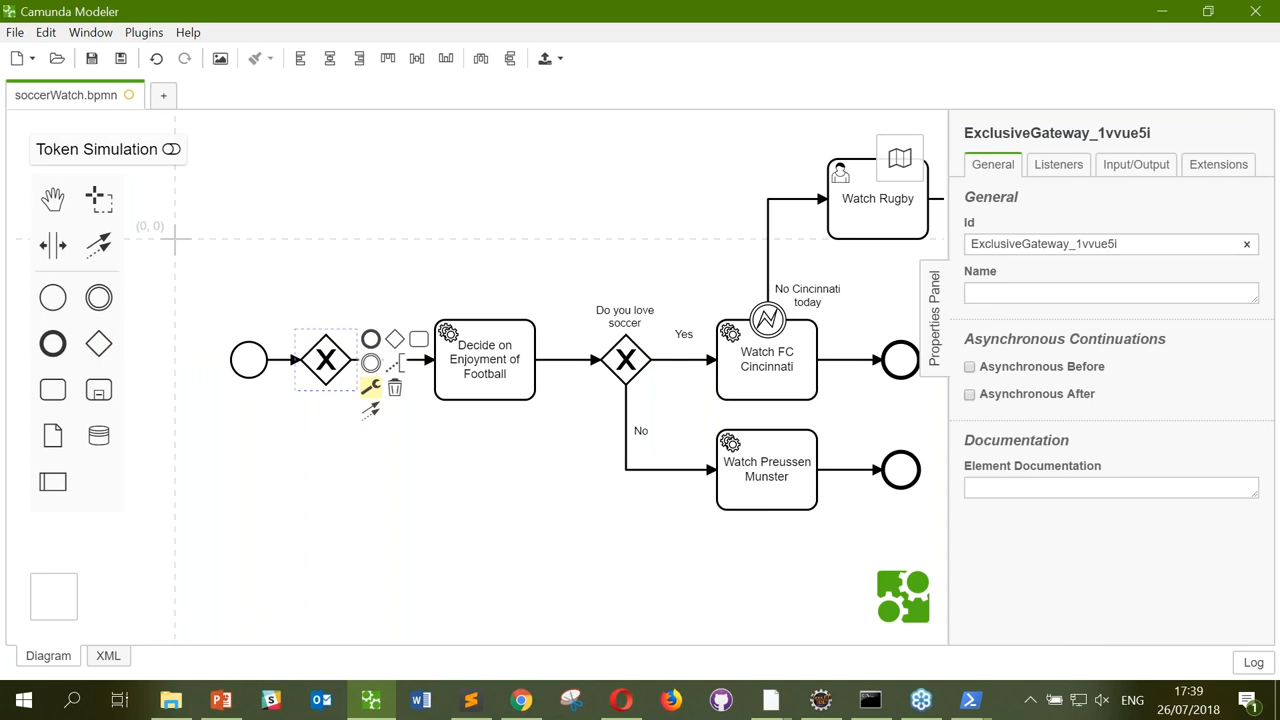 Camunda Modeler
File Edit Window Plugins Help
soccerWatch.bpmn
+
Token Simulation
(0, 0)
Watch Rugby
No Cincinnati
today
Do you love
soccer
Yes
Decide on
Enjoyment of
Football
Watch FC
Cincinnati
No
Watch Preussen
Munster
Properties Panel
ExclusiveGateway_1vvue5i
General Listeners Input/Output Extensions
General
Id
ExclusiveGateway_1vvue5i
Name
Asynchronous Continuations
Asynchronous Before
Asynchronous After
Documentation
Element Documentation
Diagram XML
Log
ENG
17:39
26/07/2018
1